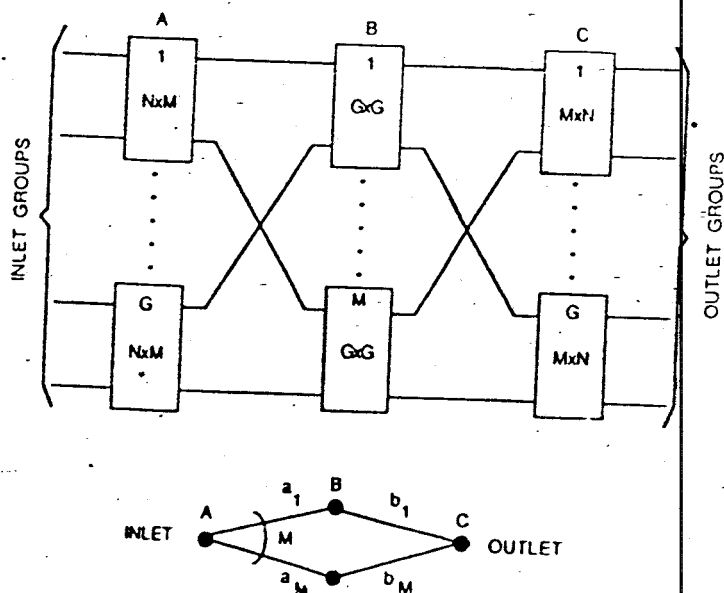 A
B
C
1
1
1
NxM
GxG
MxN
INLET GROUPS
OUTLET GROUPS
G
M
G
NxM
GxG
MxN
a1
B
b1
A
C
INLET
M
OUTLET
aM
bM